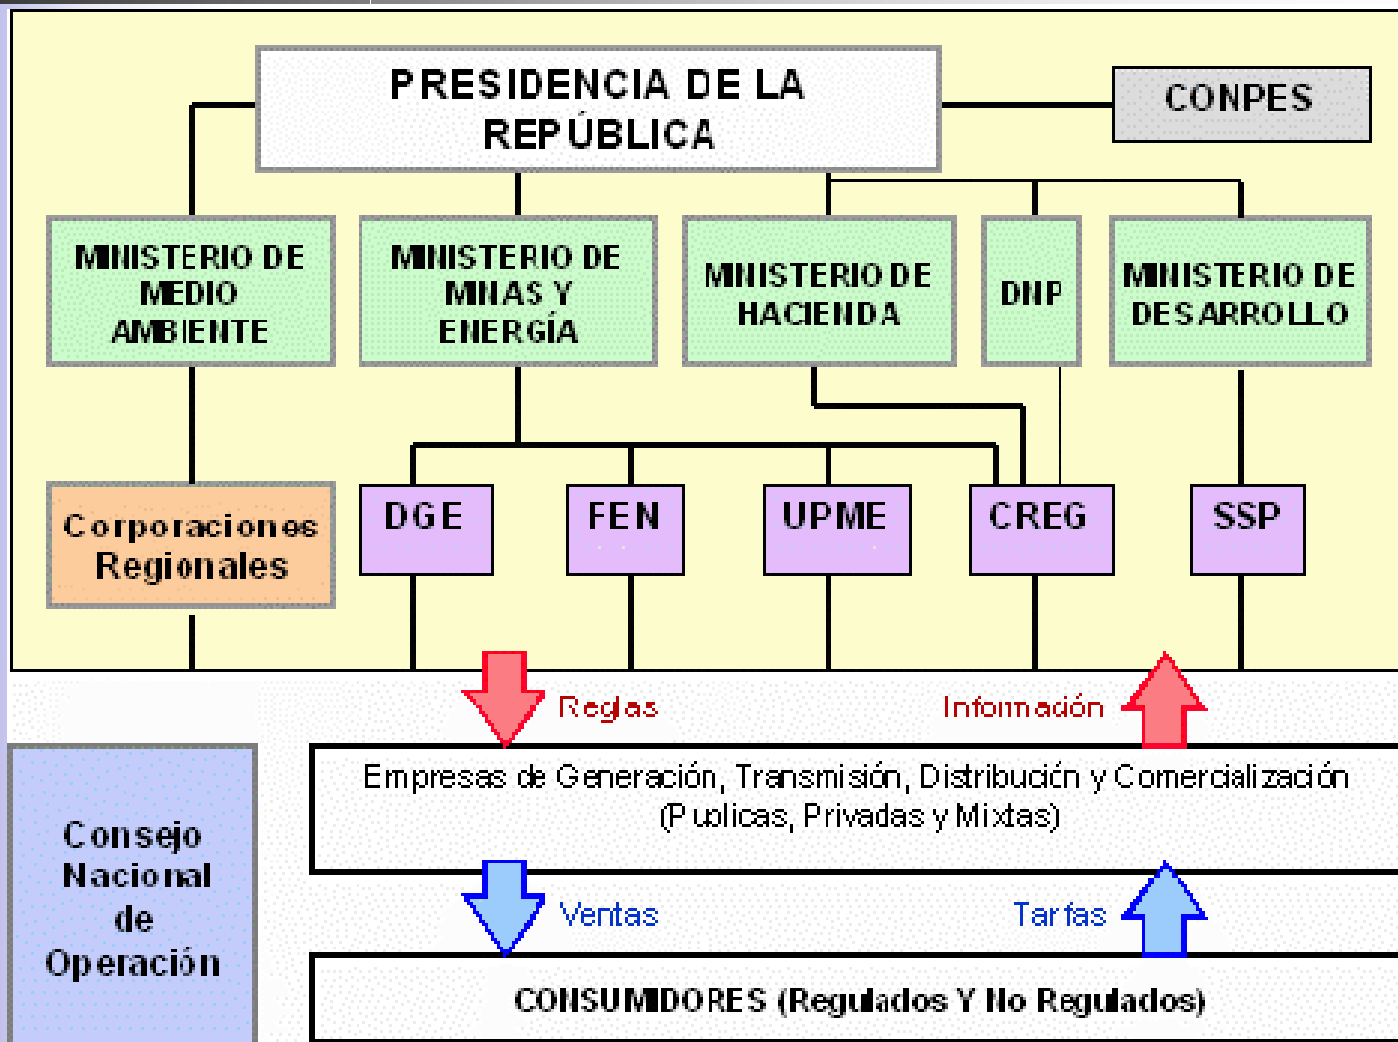 PRESIDENCIA DE LA
REPÚBLICA
CONPES
MINISTERIO DE
MEDIO
AMBIENTE
MINISTERIO DE
MINAS Y
ENERGÍA
MINISTERIO DE
HACIENDA
DNP
MINISTERIO DE
DESARROLLO
Corporaciones
Regionales
DGE
FEN
UPME
CREG
SSP
Reglas
Información
Empresas de Generación, Transmisión, Distribución y Comercialización
(Publicas, Privadas y Mixtas)
Consejo
Nacional
de
Operación
Ventas
Tarfas
CONSUMIDORES (Regulados Y No Regulados)